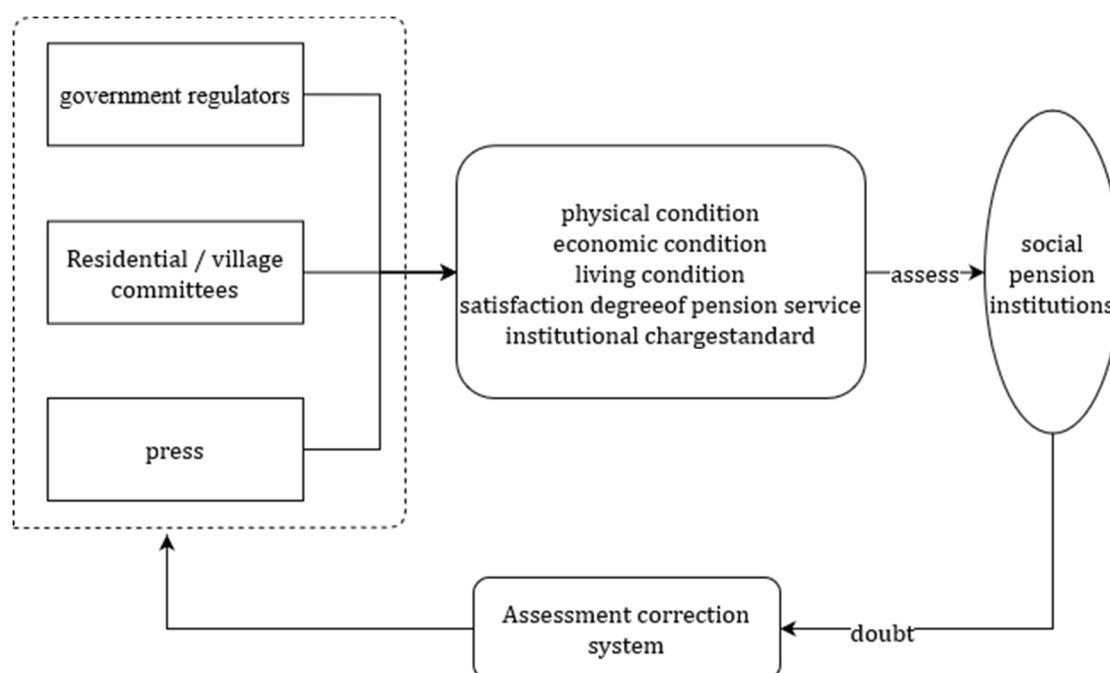 government regulators
Residential / village
committees
press
physical condition
economic condition
living condition
satisfaction degreeof pension service
institutional chargestandard
assess
social
pension
institutions
Assessment correction
system
doubt